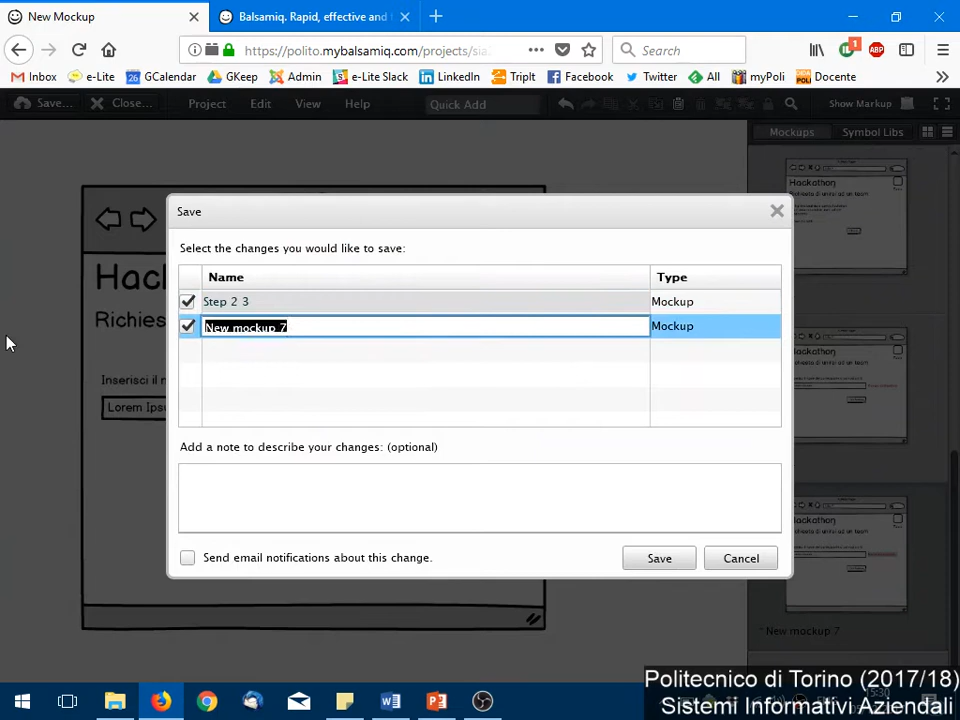 New Mockup
Balsamiq. Rapid, effective and
https://polito.mybalsamiq.com/projects/sia
Search
Inbox
e-Lite
GCalendar
GKeep
Admin
e-Lite Slack
LinkedIn
TripIt
Facebook
Twitter
All
myPoli
Docente
Save...
Close...
Project
Edit
View
Help
Quick Add
Show Markup
Mockups
Symbol Libs
Hackathon
Hac
Richies
Inserisci il n
Lorem Ipsu
Save
Select the changes you would like to save:
Name
Type
Step 2 3
Mockup
New mockup 7
Mockup
Add a note to describe your changes: (optional)
Send email notifications about this change.
Save
Cancel
Hackathon
Hackathon
* New mockup 7
Politecnico di Torino (2017/18)
Sistemi Informativi Aziendali